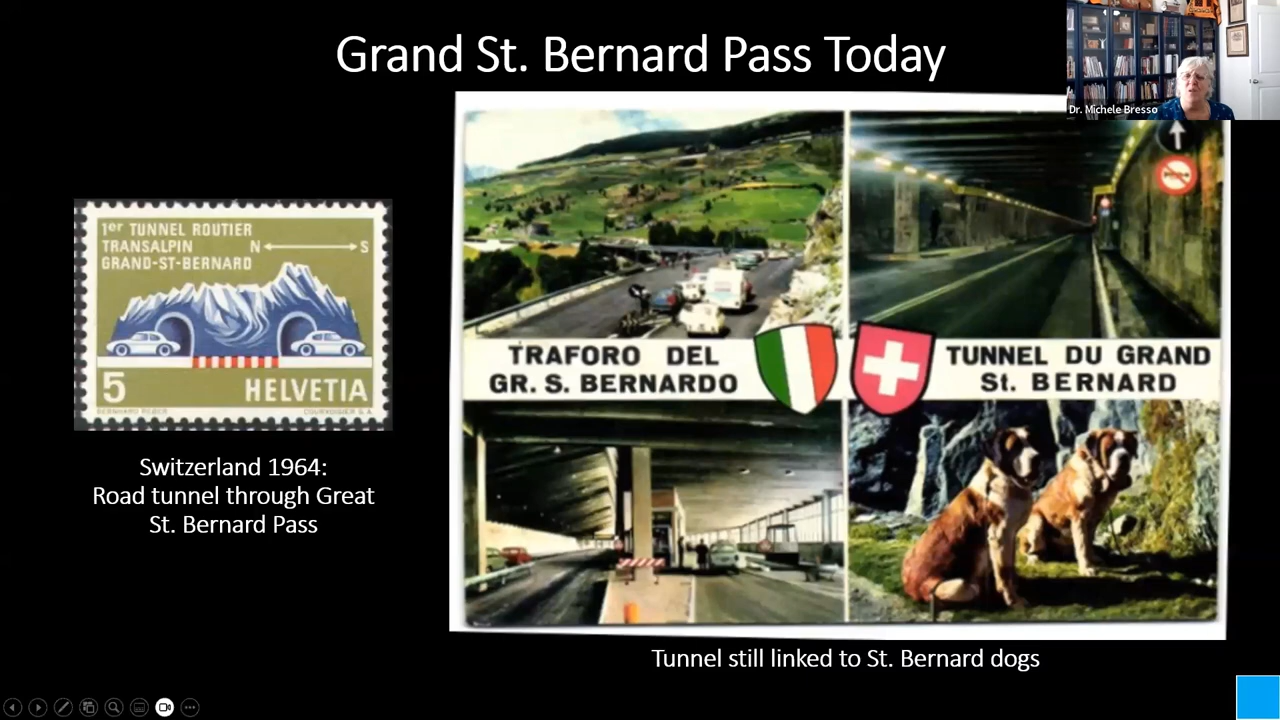 Grand St. Bernard Pass Today
Dr. Michele Bresso
1er TUNNEL ROUTIER
TRANSALPIN N S
GRAND-ST-BERNARD
5 HELVETIA
COURVOISIER S.A.
Switzerland 1964:
Road tunnel through Great
St. Bernard Pass
TRAFORO DEL
GR. S. BERNARDO
TUNNEL DU GRAND
St. BERNARD
Tunnel still linked to St. Bernard dogs